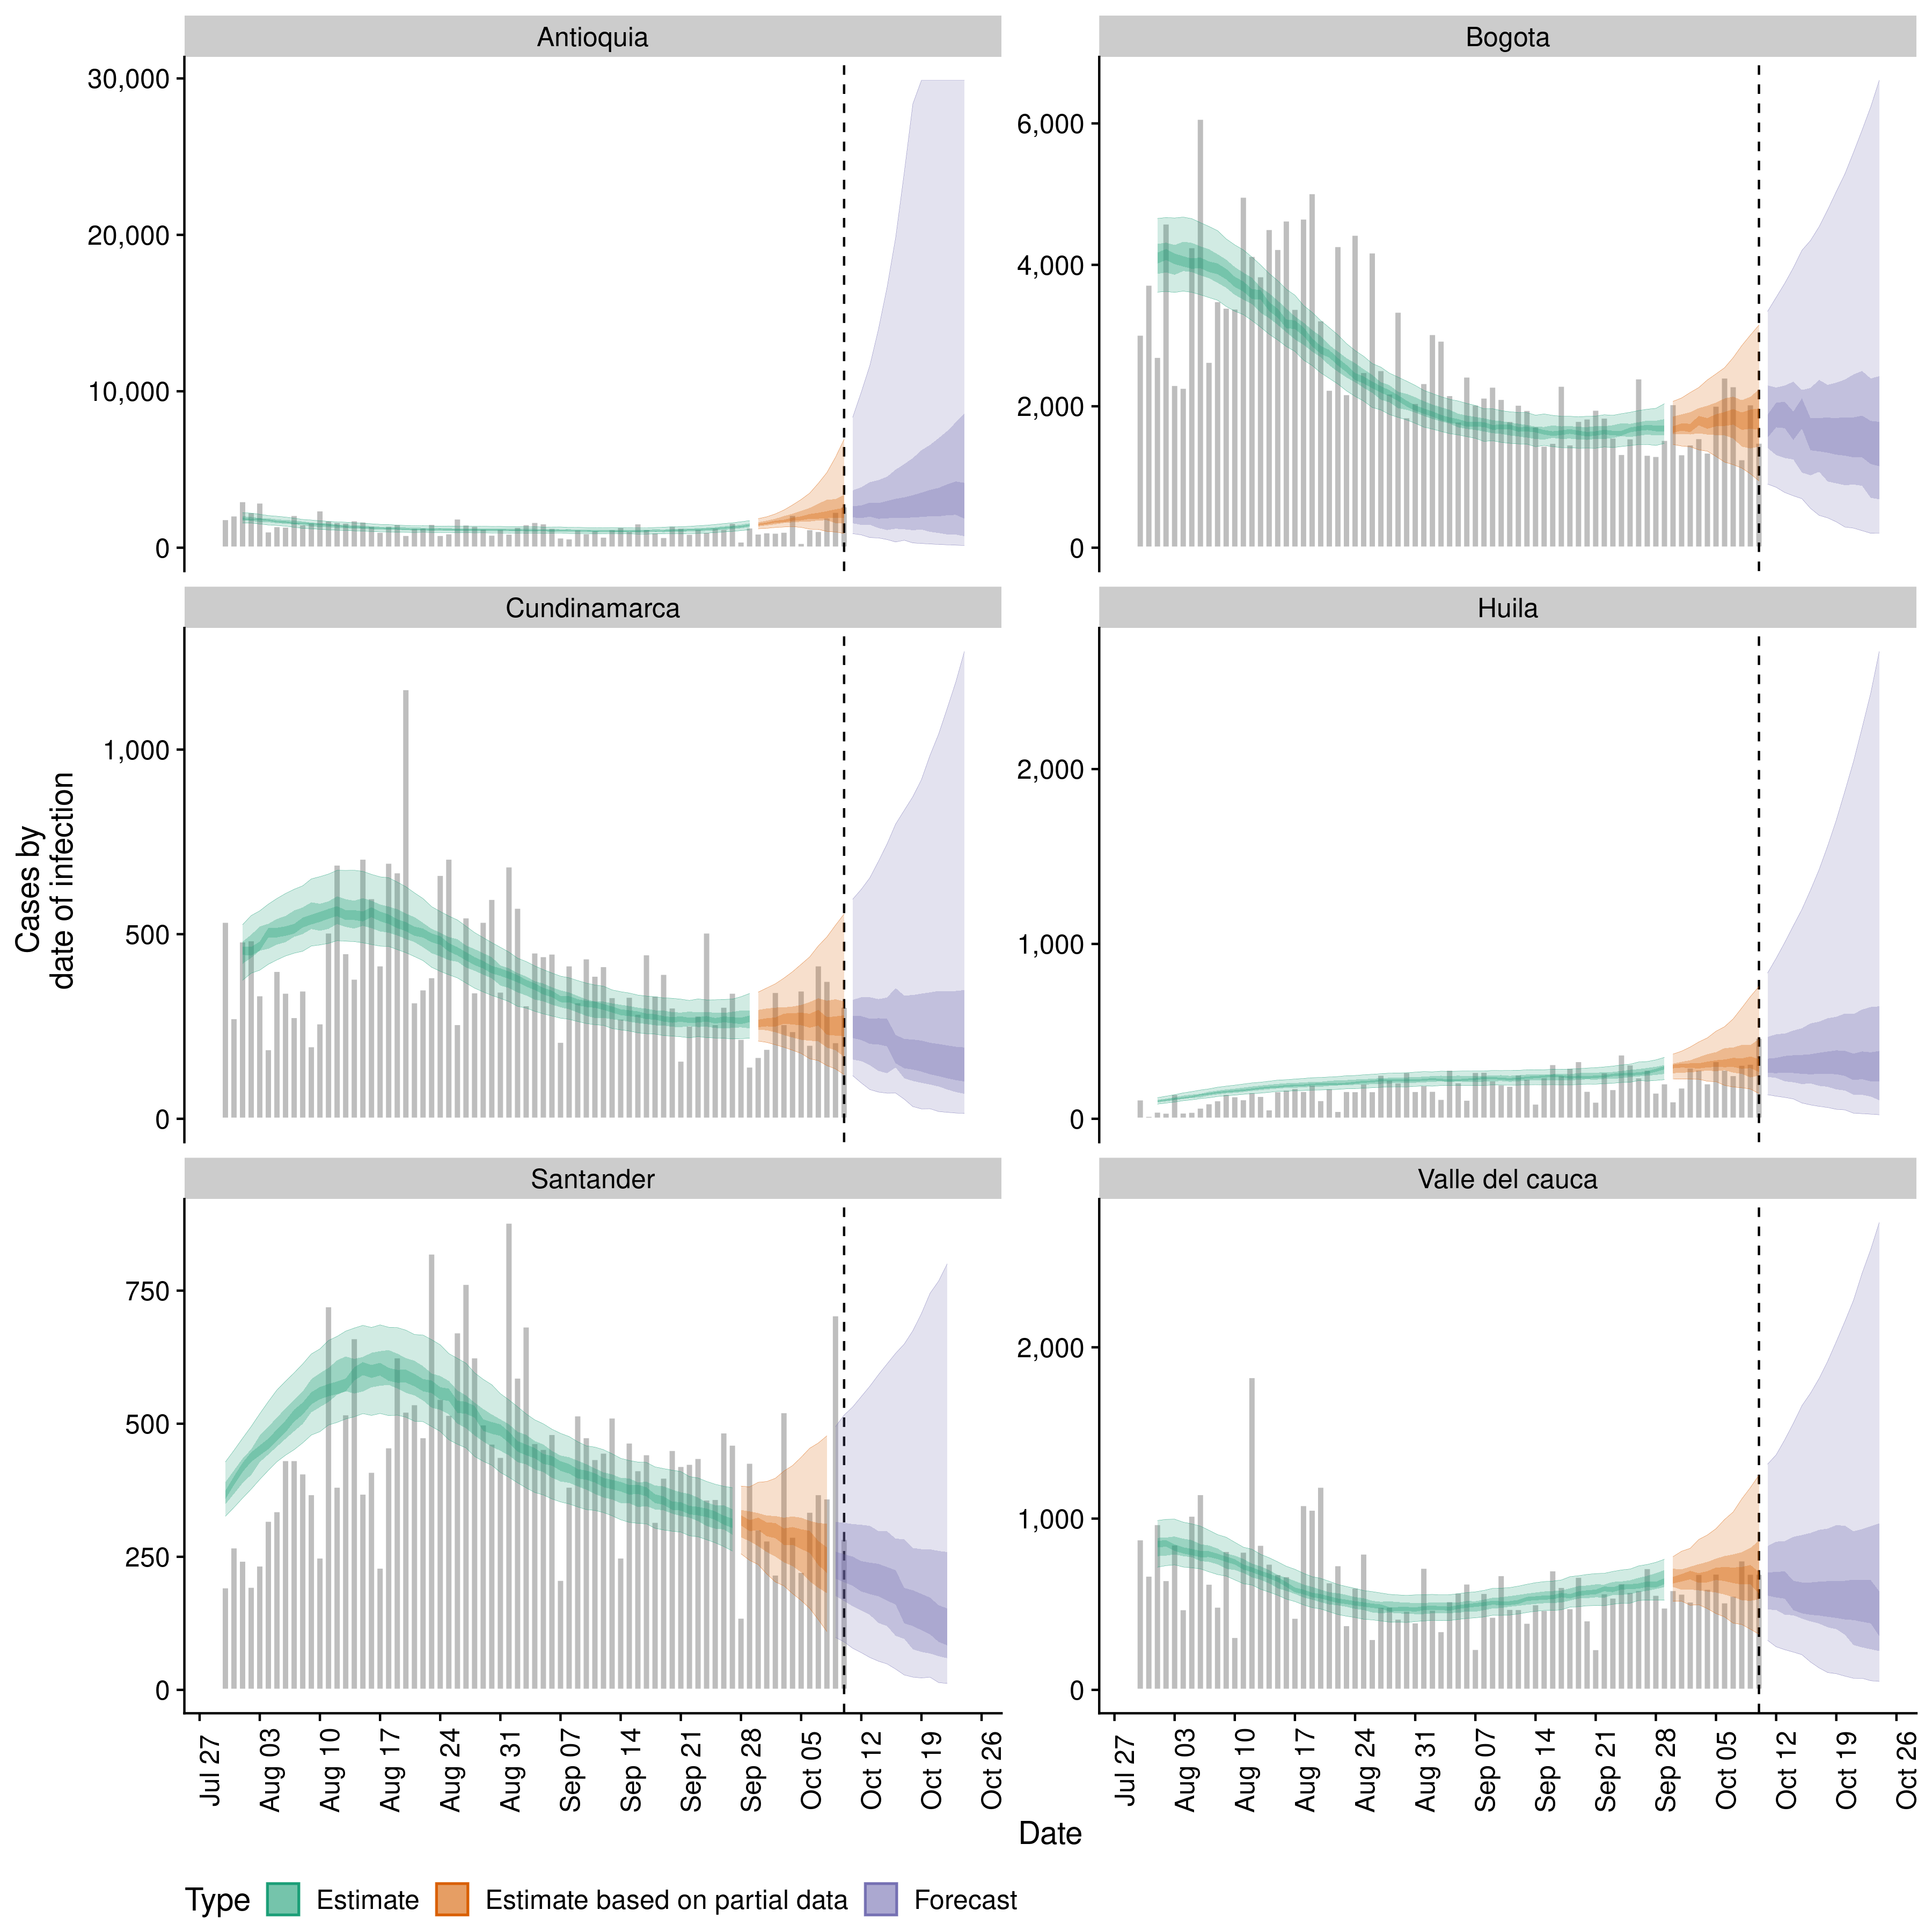 Antioquia
Bogota
30,000
20,000
10,000
0
6,000
4,000
2,000
0
Cundinamarca
Huila
1,000
500
0
2,000
1,000
0
Santander
Valle del cauca
750
500
250
0
2,000
1,000
0
Cases by
date of infection
Jul 27
Aug 03
Aug 10
Aug 17
Aug 24
Aug 31
Sep 07
Sep 14
Sep 21
Sep 28
Oct 05
Oct 12
Oct 19
Oct 26
Jul 27
Aug 03
Aug 10
Aug 17
Aug 24
Aug 31
Sep 07
Sep 14
Sep 21
Sep 28
Oct 05
Oct 12
Oct 19
Oct 26
Date
Type Estimate Estimate based on partial data Forecast